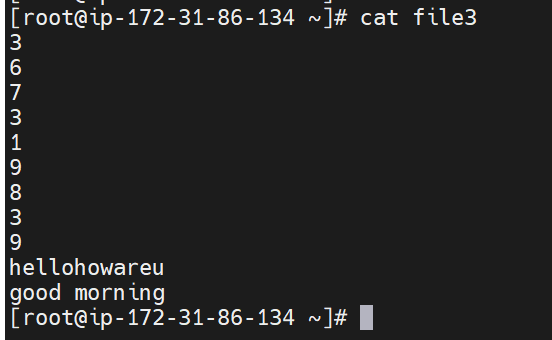 [root@ip-172-31-86-134 ~]# cat file3
3
6
7
3
1
9
8
3
9
hellohowareu
good morning
[root@ip-172-31-86-134 ~]#